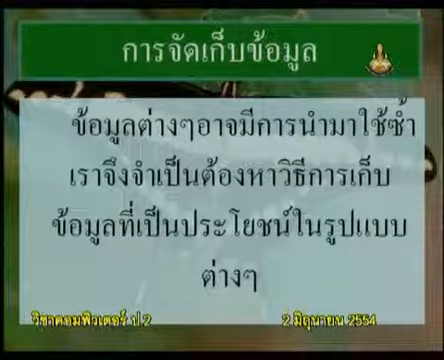 การจัดเก็บข้อมูล
ข้อมูลต่างๆอาจมีการนำมาใช้ซ้ำ
เราจึงจำเป็นต้องหาวิธีการเก็บ
ข้อมูลที่เป็นประโยชน์ในรูปแบบ
ต่างๆ
วิชาคอมพิวเตอร์ ป.2 2 มิถุนายน 2554